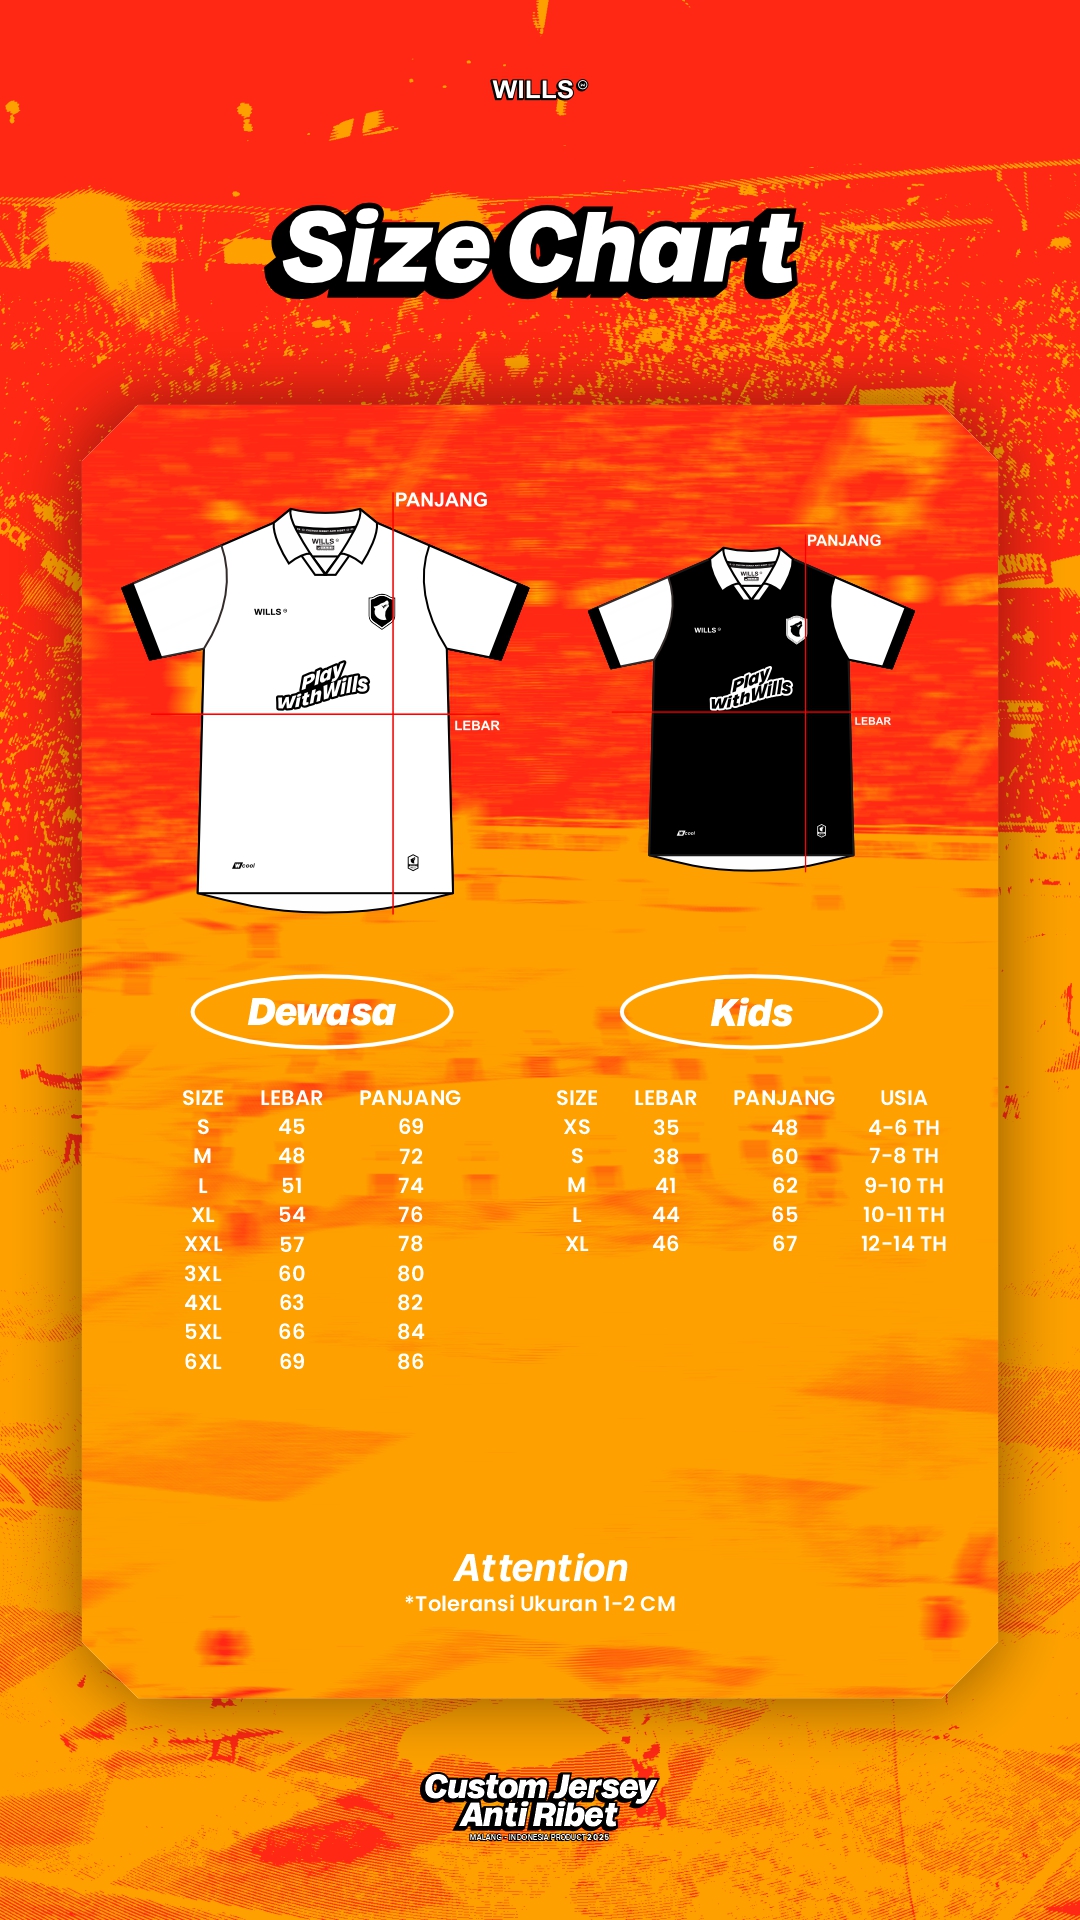 WILLS
Size Chart
PANJANG
WILLS
WILLS
Play
WithWills
LEBAR
cool
PANJANG
WILLS
WILLS
Play
WithWills
LEBAR
cool
Dewasa
SIZE LEBAR PANJANG
S 45 69
M 48 72
L 51 74
XL 54 76
XXL 57 78
3XL 60 80
4XL 63 82
5XL 66 84
6XL 69 86
Kids
SIZE LEBAR PANJANG USIA
XS 35 48 4-6 TH
S 38 60 7-8 TH
M 41 62 9-10 TH
L 44 65 10-11 TH
XL 46 67 12-14 TH
Attention
*Toleransi Ukuran 1-2 CM
Custom Jersey
Anti Ribet
MALANG - INDONESIA PRODUCT 2025